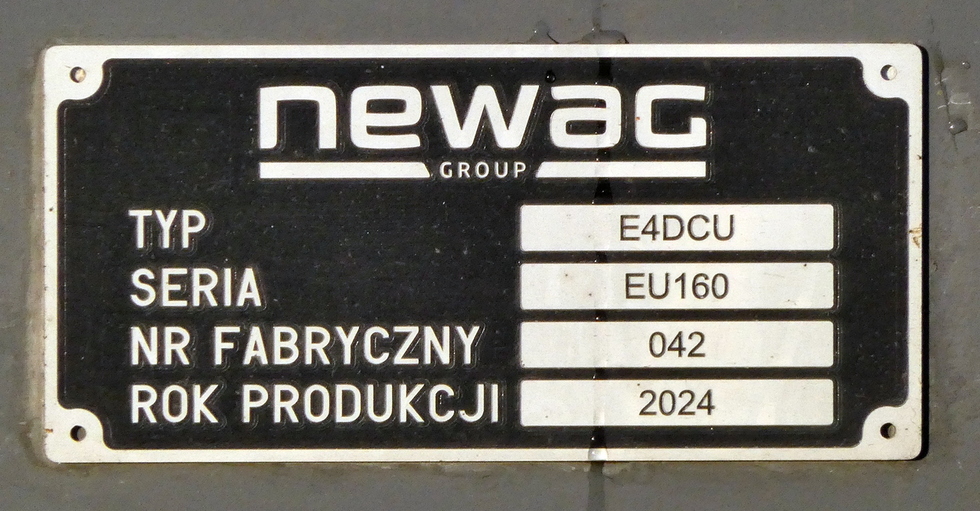 newag
GROUP
TYP E4DCU
SERIA EU160
NR FABRYCZNY 042
ROK PRODUKCJI 2024